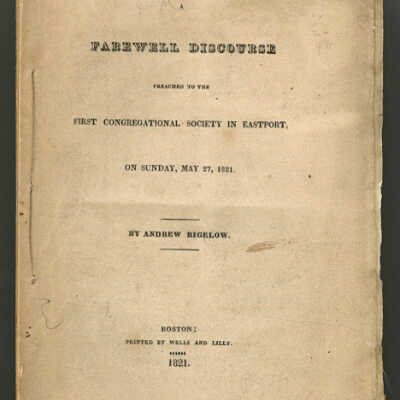 A
FAREWELL DISCOURSE
PREACHED TO THE
FIRST CONGREGATIONAL SOCIETY IN EASTPORT,
ON SUNDAY, MAY 27, 1821.
BY ANDREW BIGELOW.
BOSTON:
PRINTED BY WELLS AND LILLY.
1821.